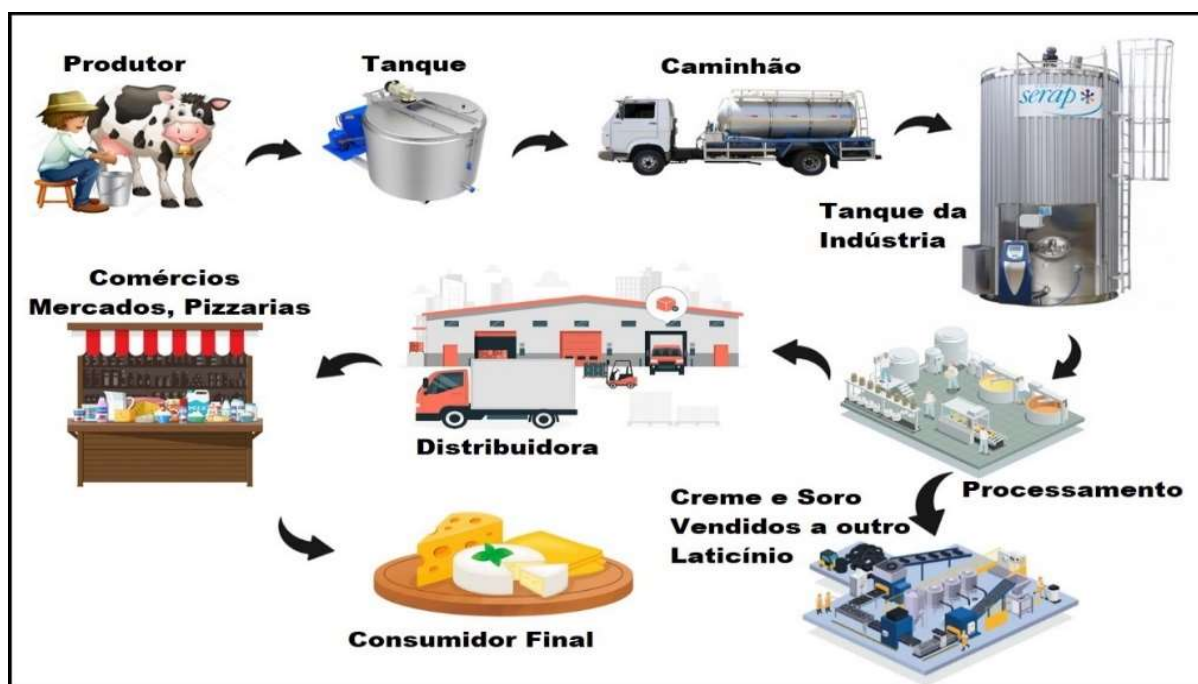 Produtor
Tanque
Caminhão
serap
Tanque da
Indústria
Comércios
Mercados, Pizzarias
Distribuidora
Processamento
Creme e Soro
Vendidos a outro
Laticínio
Consumidor Final